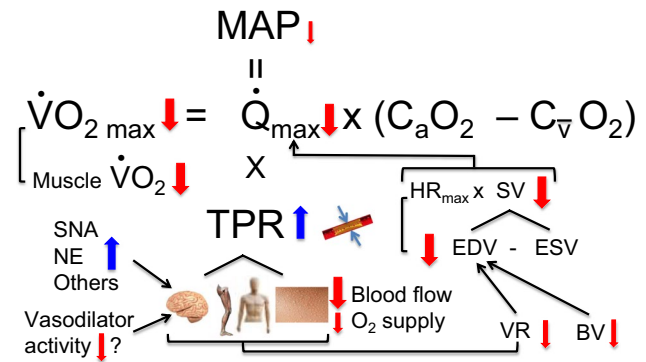 MAP
=
V̇O₂ max = Q̇max x (CaO₂ – Cv̅O₂)
Muscle V̇O₂
X
HRmax x SV
TPR
SNA
NE
Others
EDV - ESV
Blood flow
O₂ supply
Vasodilator
activity ?
VR
BV